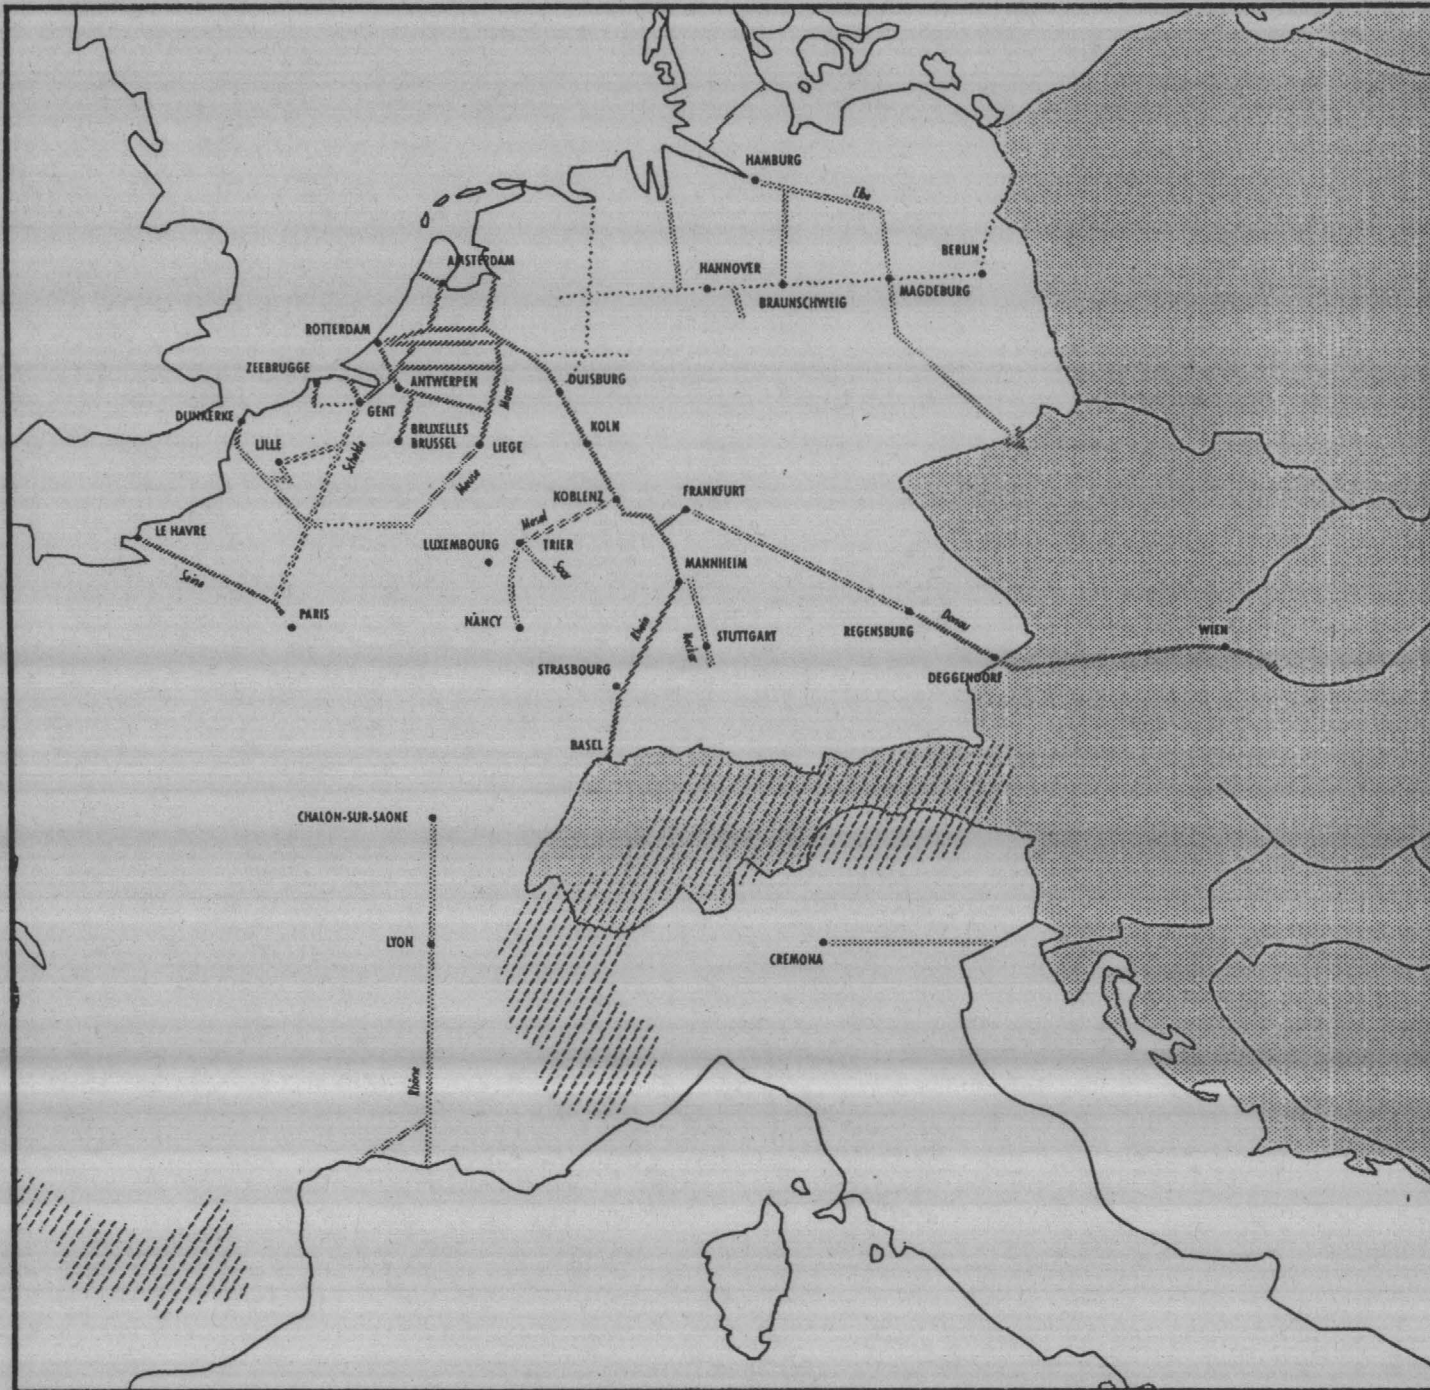 HAMBURG
Elbe
BERLIN
AMSTERDAM
HANNOVER
BRAUNSCHWEIG
MAGDEBURG
ROTTERDAM
ZEEBRUGGE
ANTWERPEN
DUISBURG
Maas
DUNKERKE
GENT
BRUXELLES
BRUSSEL
KOLN
LILLE
Schelde
LIEGE
Meuse
KOBLENZ
FRANKFURT
Mosel
LE HAVRE
LUXEMBOURG
TRIER
Saar
MANNHEIM
Seine
PARIS
NANCY
Rhein
Neckar
STUTTGART
REGENSBURG
Donau
WIEN
STRASBOURG
DEGGENDORF
BASEL
CHALON-SUR-SAONE
LYON
CREMONA
Rhône